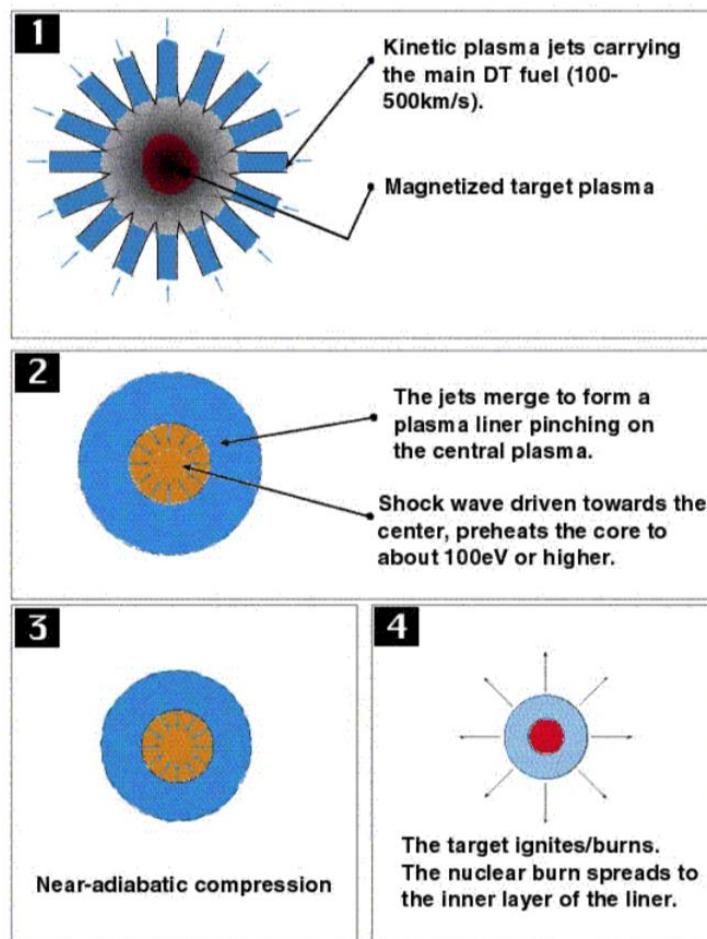 1
Kinetic plasma jets carrying
the main DT fuel (100-
500km/s).
Magnetized target plasma
2
The jets merge to form a
plasma liner pinching on
the central plasma.
Shock wave driven towards the
center, preheats the core to
about 100eV or higher.
3
Near-adiabatic compression
4
The target ignites/burns.
The nuclear burn spreads to
the inner layer of the liner.